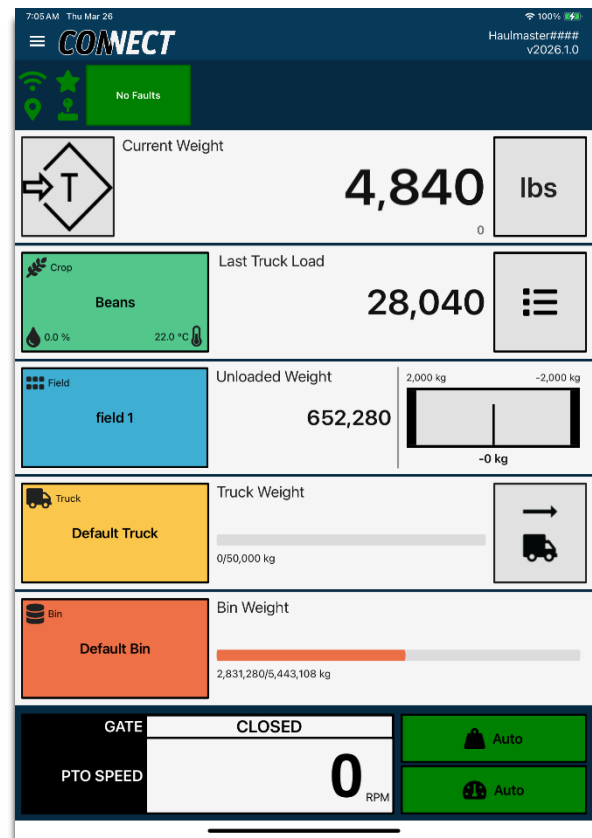 7:05 AM Thu Mar 26
100%
CONNECT
Haulmaster####
v2026.1.0
No Faults
Current Weight
T
4,840
lbs
0
Crop
Beans
0.0 %
22.0 °C
Last Truck Load
28,040
Field
field 1
Unloaded Weight
652,280
2,000 kg
-2,000 kg
-0 kg
Truck
Default Truck
Truck Weight
0/50,000 kg
Bin
Default Bin
Bin Weight
2,831,280/5,443,108 kg
GATE
CLOSED
PTO SPEED
0
RPM
Auto
Auto